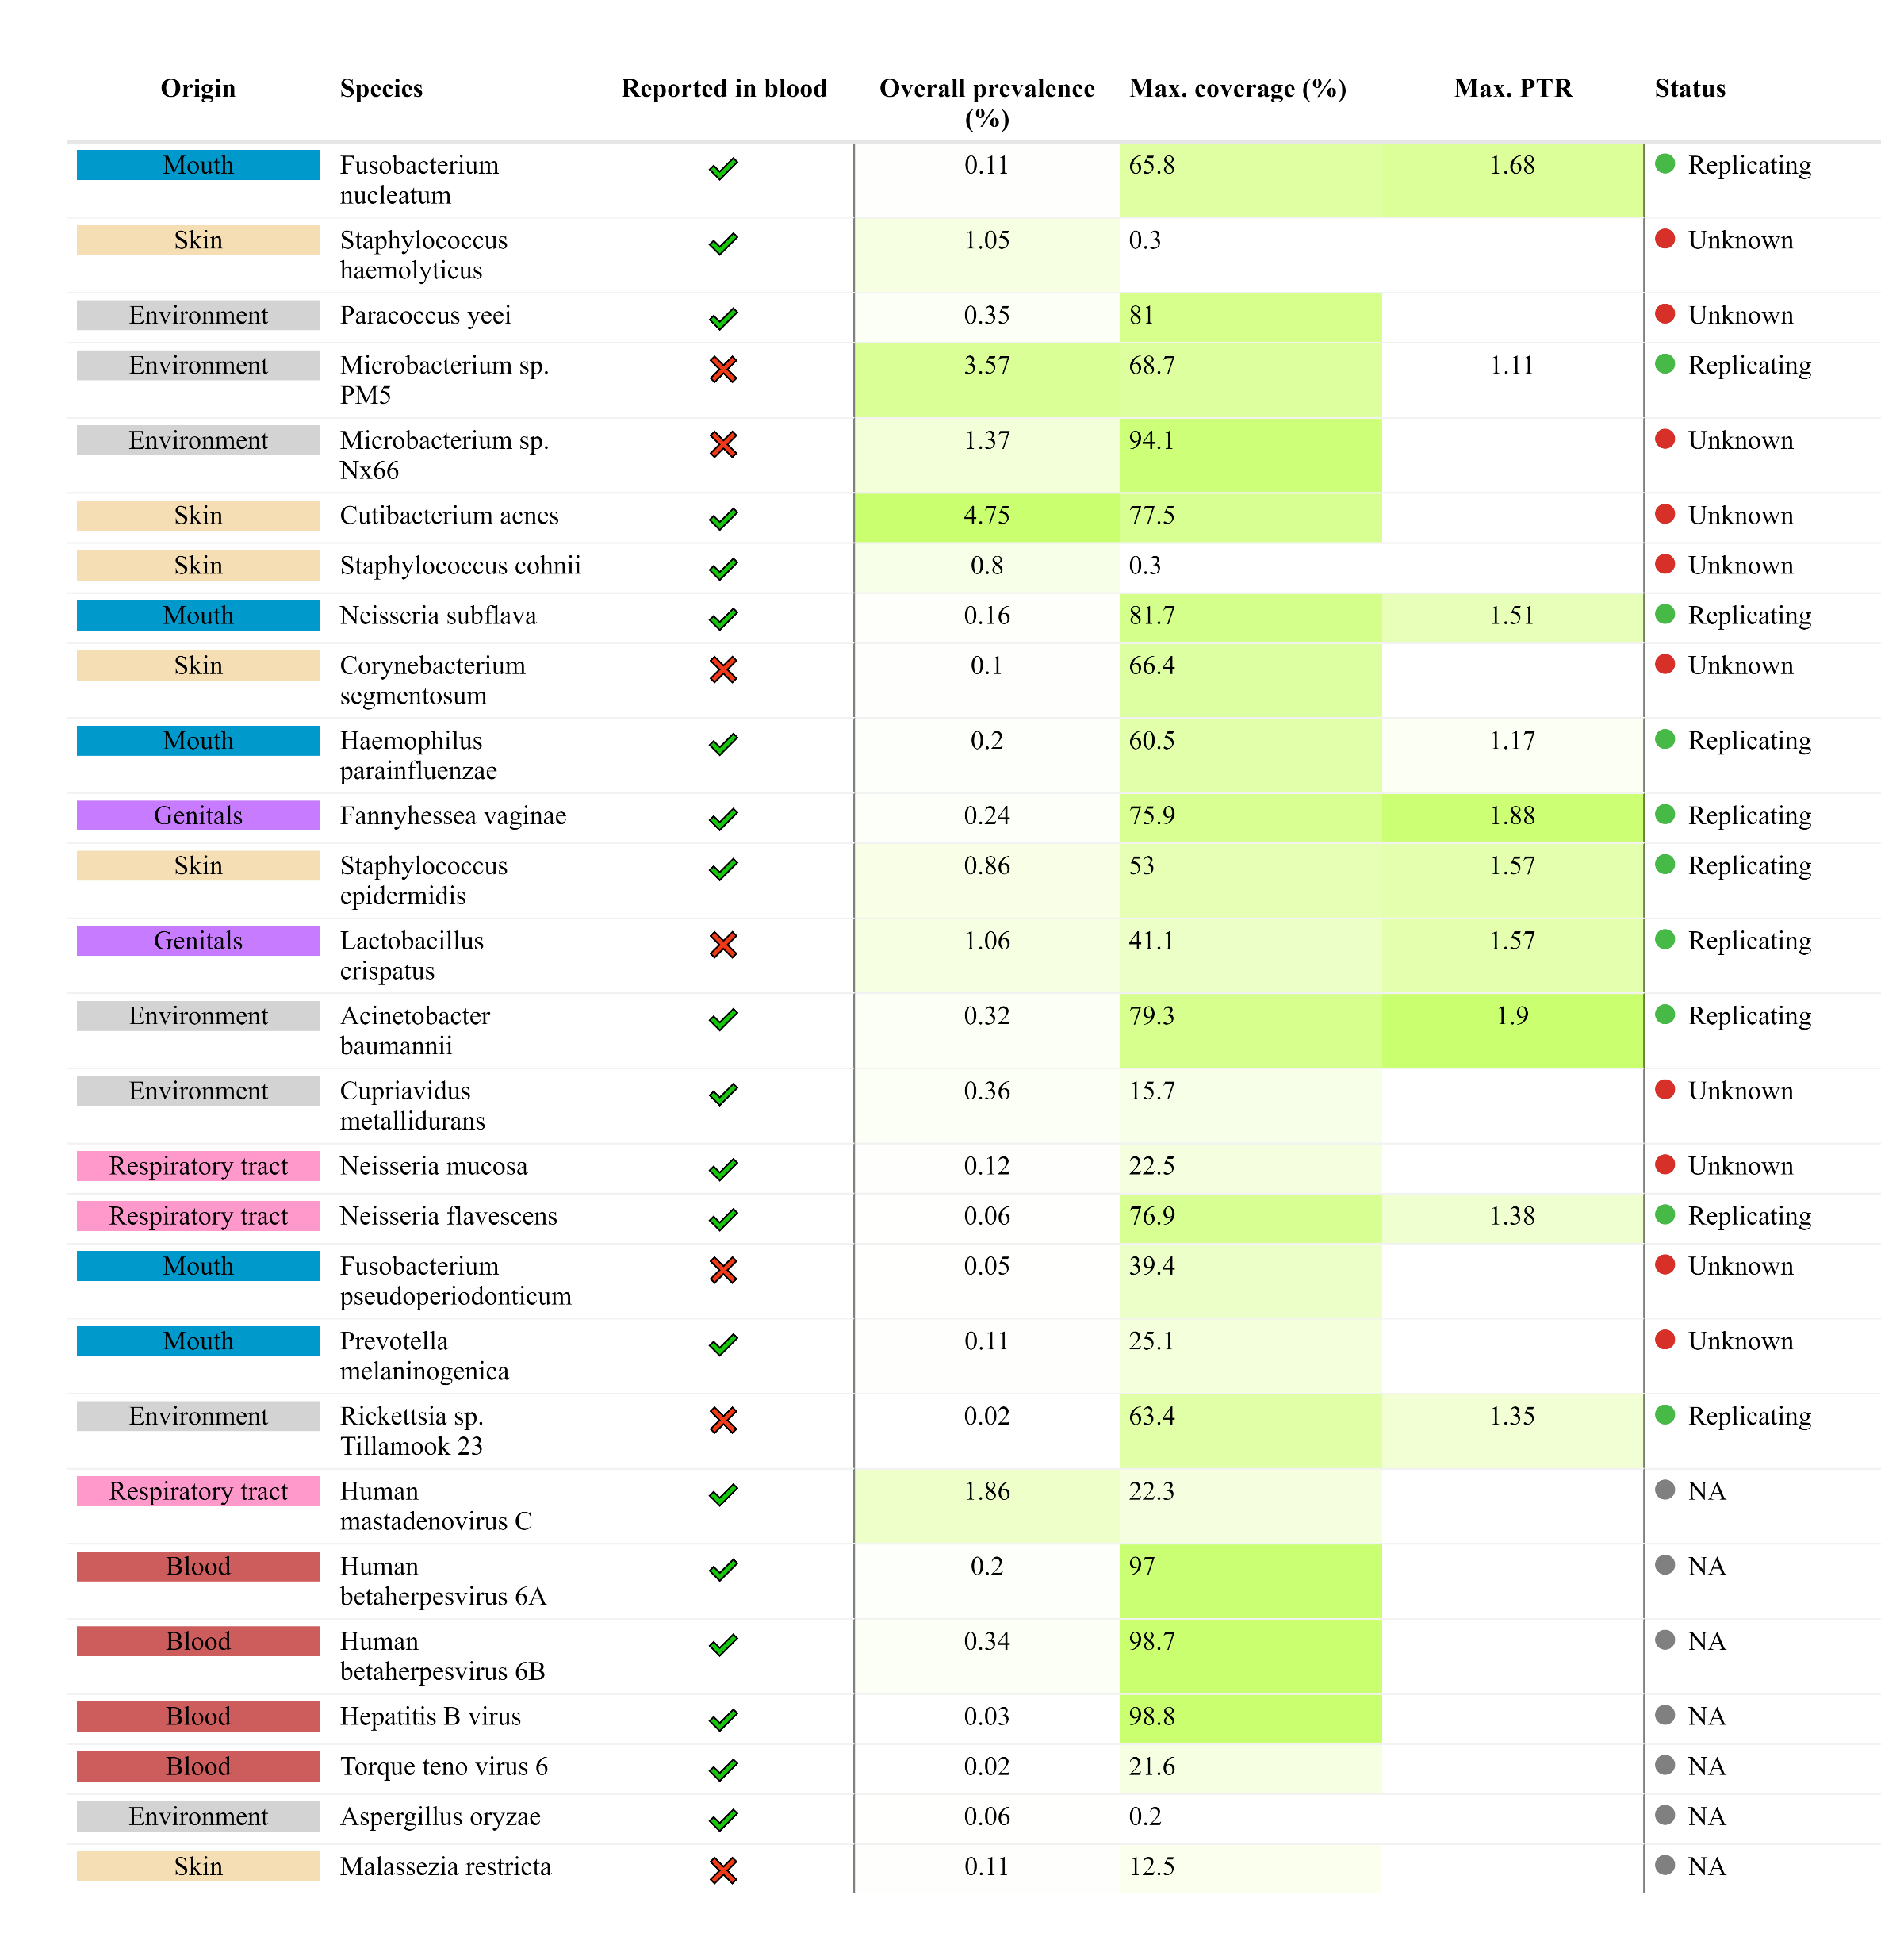 Origin Species Reported in blood Overall prevalence Max. coverage (%) Max. PTR Status
(%)
Mouth Fusobacterium 0.11 65.8 1.68 Replicating
nucleatum
Skin Staphylococcus 1.05 0.3 Unknown
haemolyticus
Environment Paracoccus yeei 0.35 81 Unknown
Environment Microbacterium sp. 3.57 68.7 1.11 Replicating
PM5
Environment Microbacterium sp. 1.37 94.1 Unknown
Nx66
Skin Cutibacterium acnes 4.75 77.5 Unknown
Skin Staphylococcus cohnii 0.8 0.3 Unknown
Mouth Neisseria subflava 0.16 81.7 1.51 Replicating
Skin Corynebacterium 0.1 66.4 Unknown
segmentosum
Mouth Haemophilus 0.2 60.5 1.17 Replicating
parainfluenzae
Genitals Fannyhessea vaginae 0.24 75.9 1.88 Replicating
Skin Staphylococcus 0.86 53 1.57 Replicating
epidermidis
Genitals Lactobacillus 1.06 41.1 1.57 Replicating
crispatus
Environment Acinetobacter 0.32 79.3 1.9 Replicating
baumannii
Environment Cupriavidus 0.36 15.7 Unknown
metallidurans
Respiratory tract Neisseria mucosa 0.12 22.5 Unknown
Respiratory tract Neisseria flavescens 0.06 76.9 1.38 Replicating
Mouth Fusobacterium 0.05 39.4 Unknown
pseudoperiodonticum
Mouth Prevotella 0.11 25.1 Unknown
melaninogenica
Environment Rickettsia sp. 0.02 63.4 1.35 Replicating
Tillamook 23
Respiratory tract Human 1.86 22.3 NA
mastadenovirus C
Blood Human 0.2 97 NA
betaherpesvirus 6A
Blood Human 0.34 98.7 NA
betaherpesvirus 6B
Blood Hepatitis B virus 0.03 98.8 NA
Blood Torque teno virus 6 0.02 21.6 NA
Environment Aspergillus oryzae 0.06 0.2 NA
Skin Malassezia restricta 0.11 12.5 NA